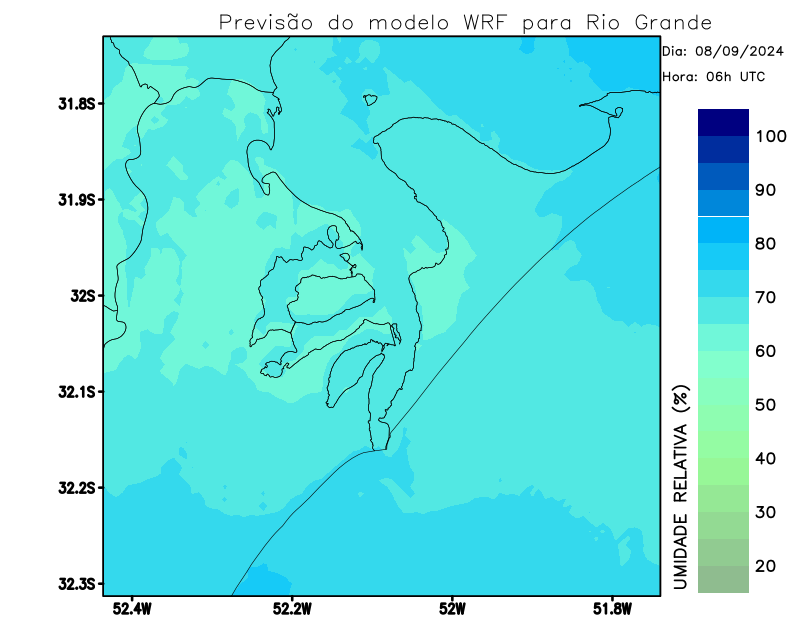 Previsão do modelo WRF para Rio Grande
Dia: 08/09/2024
Hora: 06h UTC
31.8S
31.9S
32S
32.1S
32.2S
32.3S
52.4W
52.2W
52W
51.8W
100
90
80
70
60
50
40
30
20
UMIDADE RELATIVA (%)